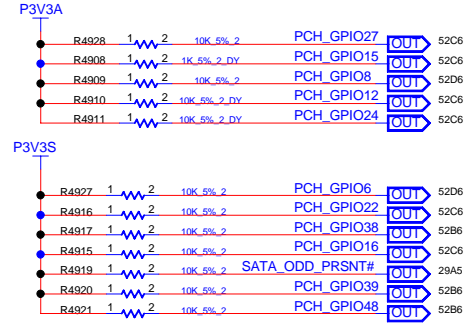 P3V3A
R4928 1 2 10K_5%_2 PCH_GPIO27 OUT 52C6
R4908 1 2 1K_5%_2_DY PCH_GPIO15 OUT 52C6
R4909 1 2 10K_5%_2 PCH_GPIO8 OUT 52D6
R4910 1 2 10K_5%_2_DY PCH_GPIO12 OUT 52C6
R4911 1 2 10K_5%_2_DY PCH_GPIO24 OUT 52C6
P3V3S
R4927 1 2 10K_5%_2 PCH_GPIO6 OUT 52D6
R4916 1 2 10K_5%_2 PCH_GPIO22 OUT 52C6
R4917 1 2 10K_5%_2 PCH_GPIO38 OUT 52B6
R4915 1 2 10K_5%_2 PCH_GPIO16 OUT 52C6
R4919 1 2 10K_5%_2 SATA_ODD_PRSNT# OUT 29A5
R4920 1 2 10K_5%_2 PCH_GPIO39 OUT 52B6
R4921 1 2 10K_5%_2 PCH_GPIO48 OUT 52B6